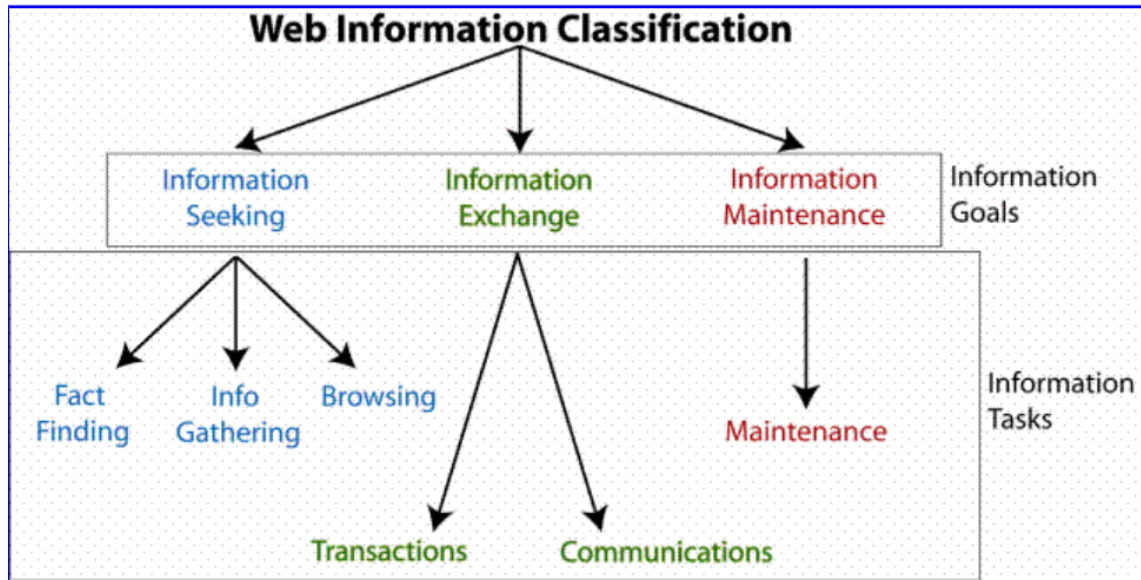 Web Information Classification
Information
Seeking
Information
Exchange
Information
Maintenance
Information
Goals
Fact
Finding
Info
Gathering
Browsing
Maintenance
Information
Tasks
Transactions
Communications